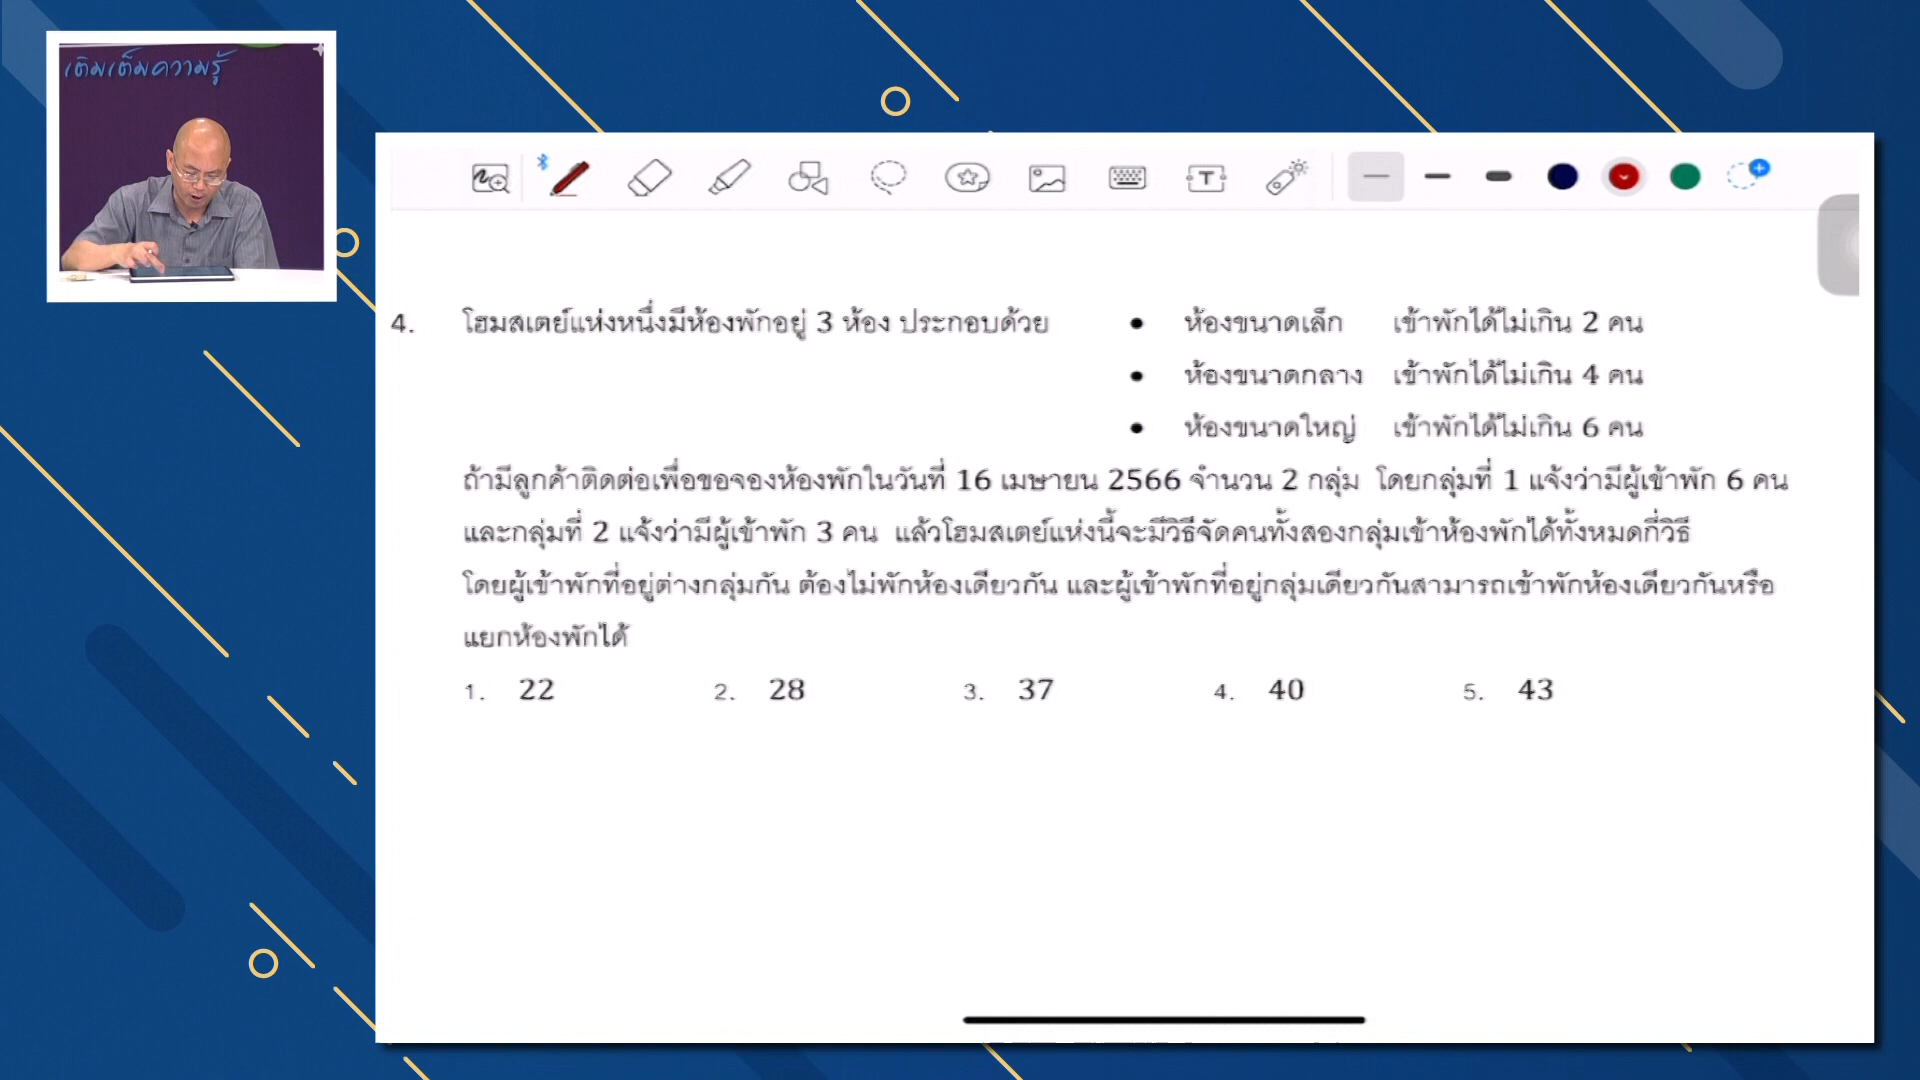 เติมเต็มความรู้
T
4. โฮมสเตย์แห่งหนึ่งมีห้องพักอยู่ 3 ห้อง ประกอบด้วย • ห้องขนาดเล็ก เข้าพักได้ไม่เกิน 2 คน
• ห้องขนาดกลาง เข้าพักได้ไม่เกิน 4 คน
• ห้องขนาดใหญ่ เข้าพักได้ไม่เกิน 6 คน
ถ้ามีลูกค้าติดต่อเพื่อขอจองห้องพักในวันที่ 16 เมษายน 2566 จำนวน 2 กลุ่ม โดยกลุ่มที่ 1 แจ้งว่ามีผู้เข้าพัก 6 คน
และกลุ่มที่ 2 แจ้งว่ามีผู้เข้าพัก 3 คน แล้วโฮมสเตย์แห่งนี้จะมีวิธีจัดคนทั้งสองกลุ่มเข้าห้องพักได้ทั้งหมดกี่วิธี
โดยผู้เข้าพักที่อยู่ต่างกลุ่มกัน ต้องไม่พักห้องเดียวกัน และผู้เข้าพักที่อยู่กลุ่มเดียวกันสามารถเข้าพักห้องเดียวกันหรือ
แยกห้องพักได้
1. 22 2. 28 3. 37 4. 40 5. 43